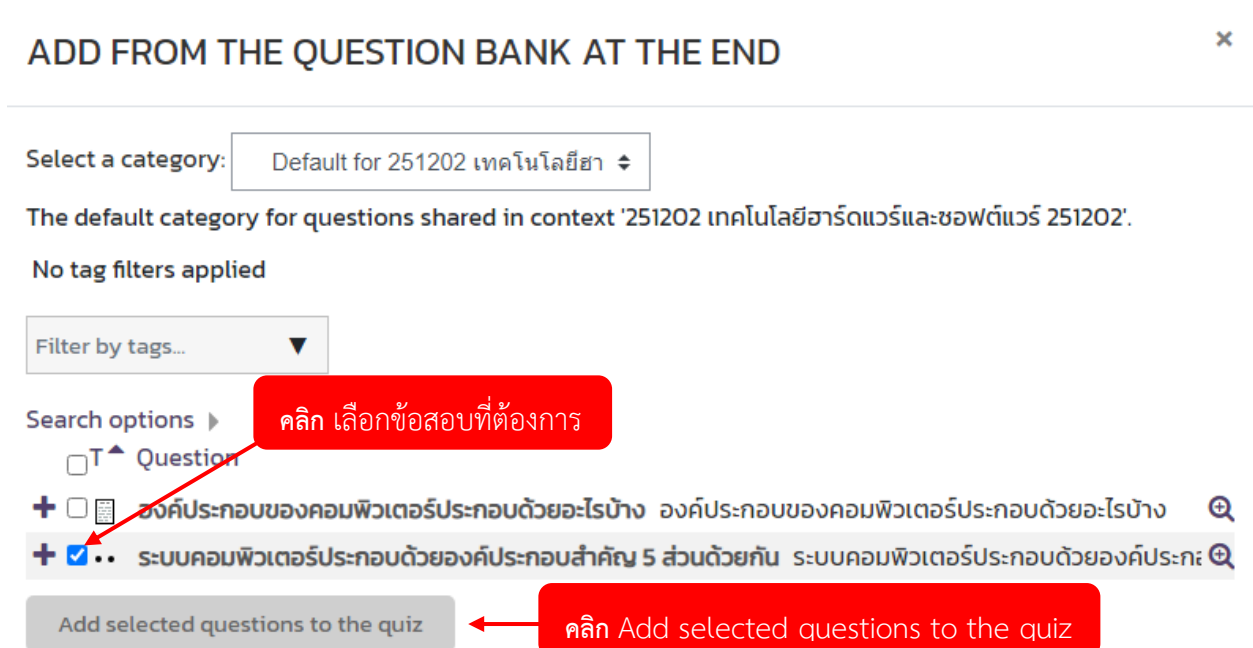 ADD FROM THE QUESTION BANK AT THE END
×
Select a category: Default for 251202 เทคโนโลยีฮา
The default category for questions shared in context '251202 เทคโนโลยีฮาร์ดแวร์และซอฟต์แวร์ 251202'.
No tag filters applied
Filter by tags... ▼
Search options
คลิก เลือกข้อสอบที่ต้องการ
T Question
องค์ประกอบของคอมพิวเตอร์ประกอบด้วยอะไรบ้าง องค์ประกอบของคอมพิวเตอร์ประกอบด้วยอะไรบ้าง
ระบบคอมพิวเตอร์ประกอบด้วยองค์ประกอบสำคัญ 5 ส่วนด้วยกัน ระบบคอมพิวเตอร์ประกอบด้วยองค์ประกะ
Add selected questions to the quiz
คลิก Add selected questions to the quiz